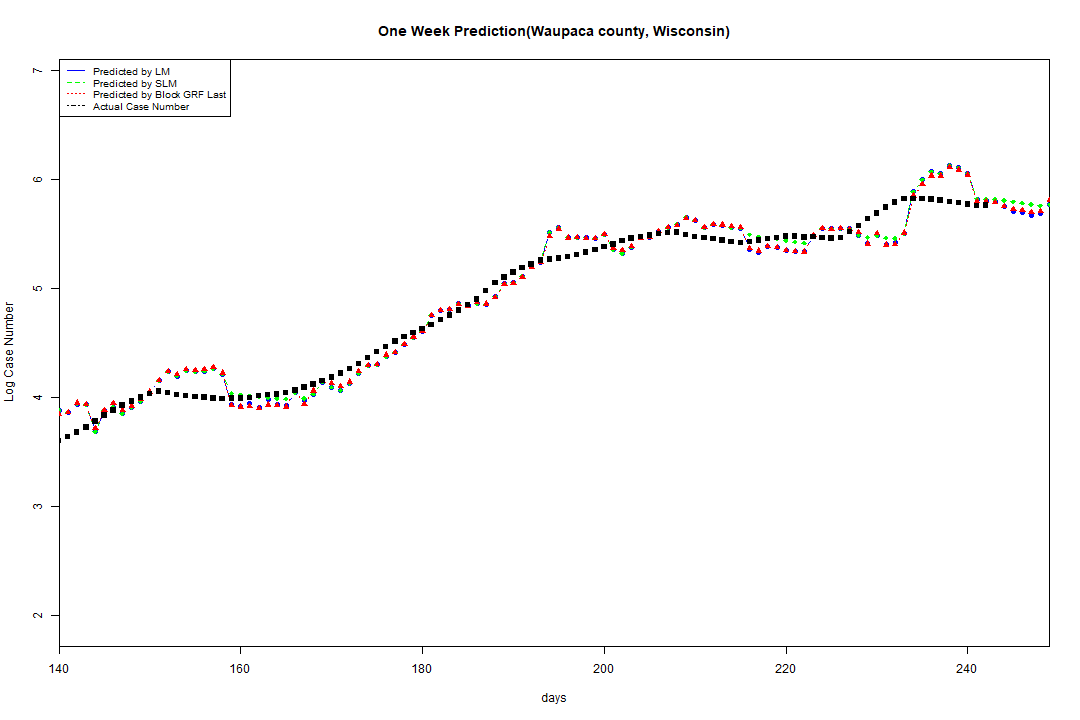 One Week Prediction(Waupaca county, Wisconsin)
Predicted by LM
Predicted by SLM
Predicted by Block GRF Last
Actual Case Number
7
6
5
4
3
2
Log Case Number
140 160 180 200 220 240
days